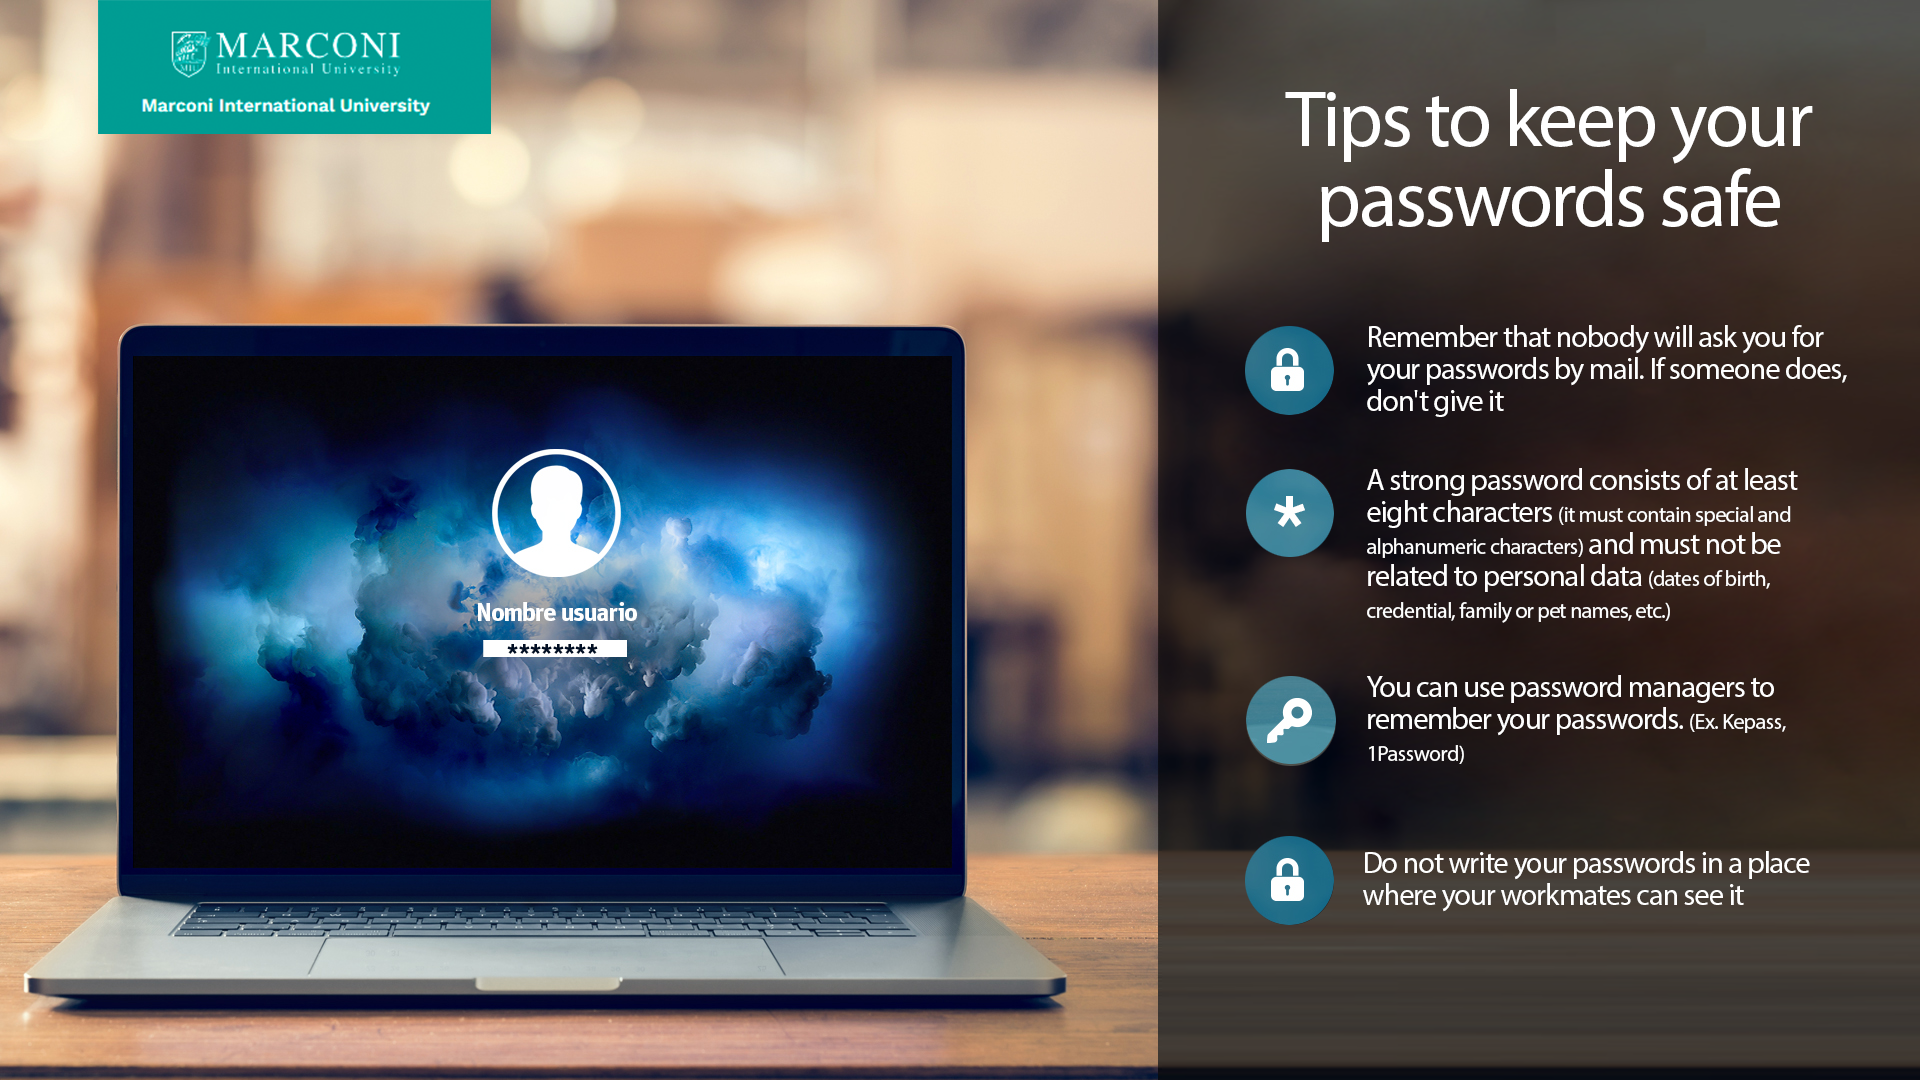 MARCONI
International University
Marconi International University
Nombre usuario
********
Tips to keep your
passwords safe
Remember that nobody will ask you for
your passwords by mail. If someone does,
don't give it
*
A strong password consists of at least
eight characters (it must contain special and
alphanumeric characters) and must not be
related to personal data (dates of birth,
credential, family or pet names, etc.)
You can use password managers to
remember your passwords. (Ex. Kepass,
1Password)
Do not write your passwords in a place
where your workmates can see it